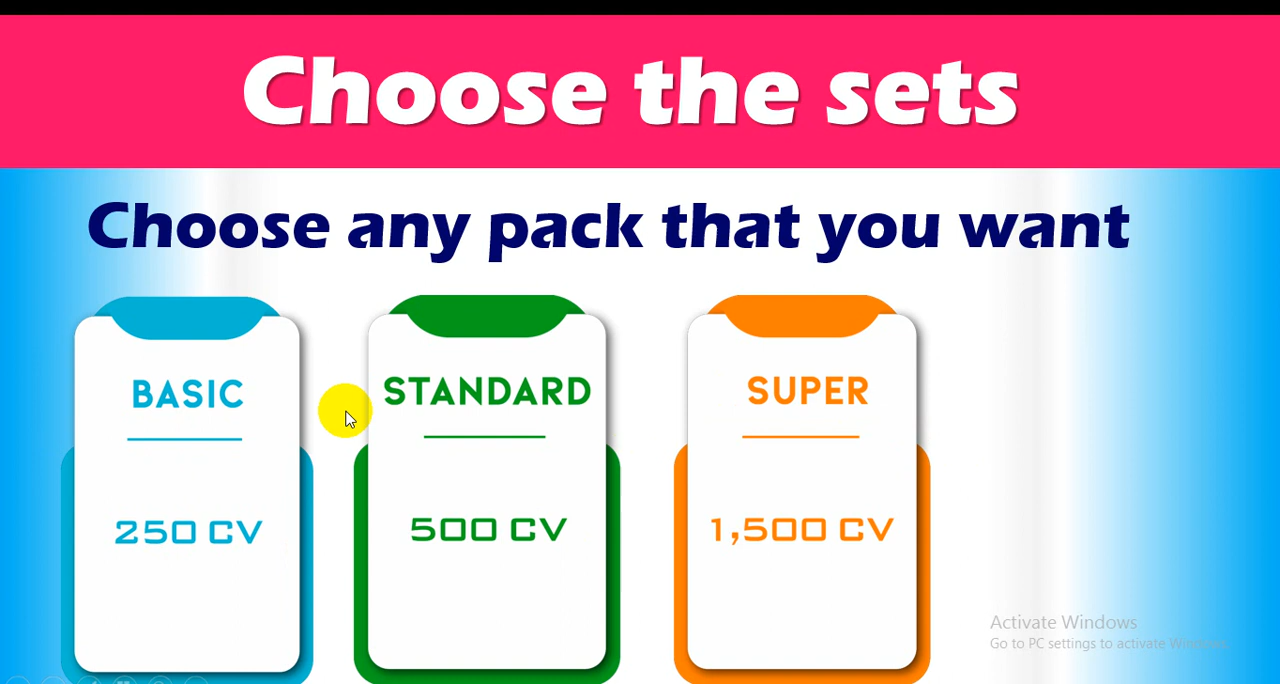 Choose the sets
Choose any pack that you want
BASIC
250 CV
STANDARD
500 CV
SUPER
1,500 CV
Activate Windows
Go to PC settings to activate Windows.